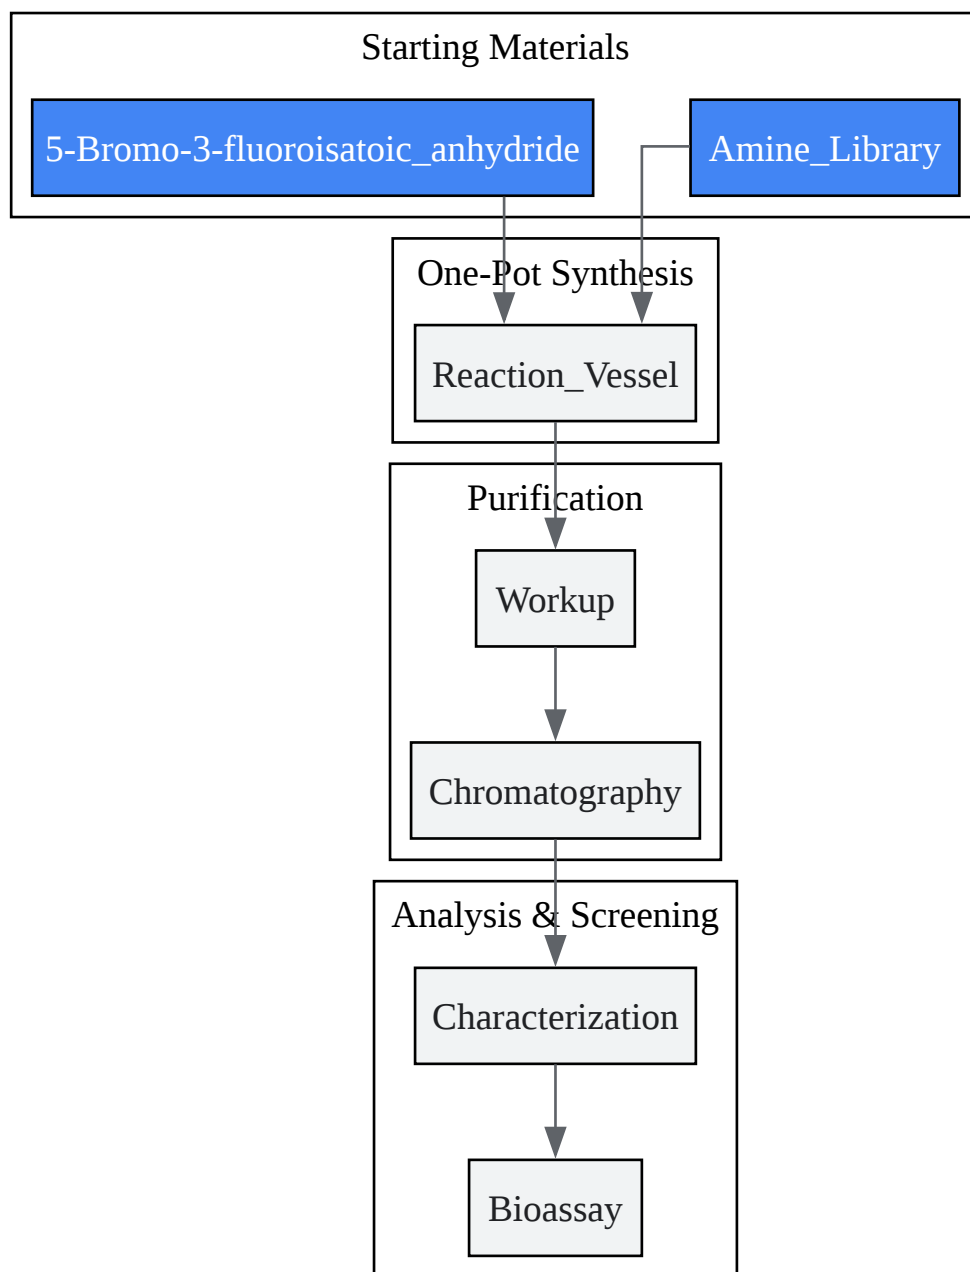 Starting Materials
5-Bromo-3-fluoroisatoic_anhydride
Amine_Library
One-Pot Synthesis
Reaction_Vessel
Purification
Workup
Chromatography
Analysis & Screening
Characterization
Bioassay